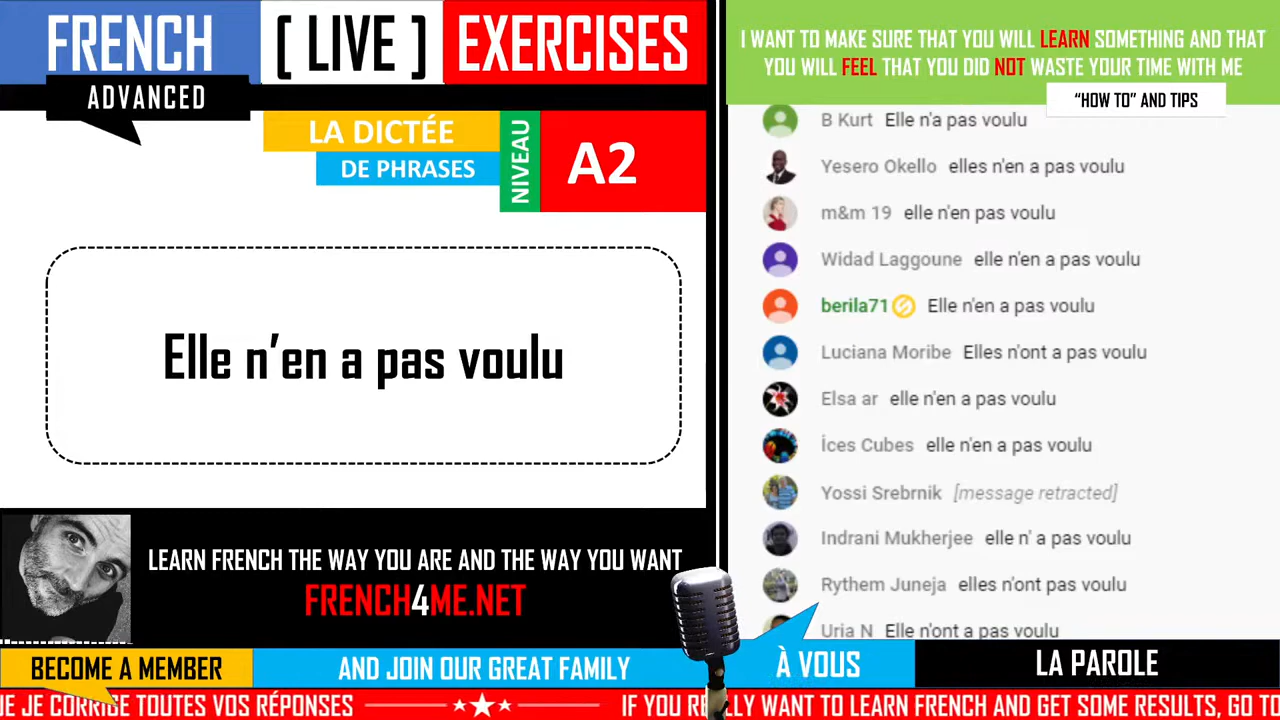 FRENCH [ LIVE ] EXERCISES
ADVANCED
LA DICTÉE
DE PHRASES
NIVEAU
A2
Elle n’en a pas voulu
LEARN FRENCH THE WAY YOU ARE AND THE WAY YOU WANT
FRENCH4ME.NET
BECOME A MEMBER
AND JOIN OUR GREAT FAMILY
I WANT TO MAKE SURE THAT YOU WILL LEARN SOMETHING AND THAT
YOU WILL FEEL THAT YOU DID NOT WASTE YOUR TIME WITH ME
“HOW TO” AND TIPS
B Kurt Elle n'a pas voulu
Yesero Okello elles n'en a pas voulu
m&m 19 elle n'en pas voulu
Widad Laggoune elle n'en a pas voulu
berila71 Elle n'en a pas voulu
Luciana Moribe Elles n'ont a pas voulu
Elsa ar elle n'en a pas voulu
İces Cubes elle n'en a pas voulu
Yossi Srebrnik [message retracted]
Indrani Mukherjee elle n' a pas voulu
Rythem Juneja elles n'ont pas voulu
Uria N Elle n'ont a pas voulu
À VOUS
LA PAROLE
UE JE CORRIGE TOUTES VOS RÉPONSES
IF YOU RE LLY WANT TO LEARN FRENCH AND GET SOME RESULTS, GO TO